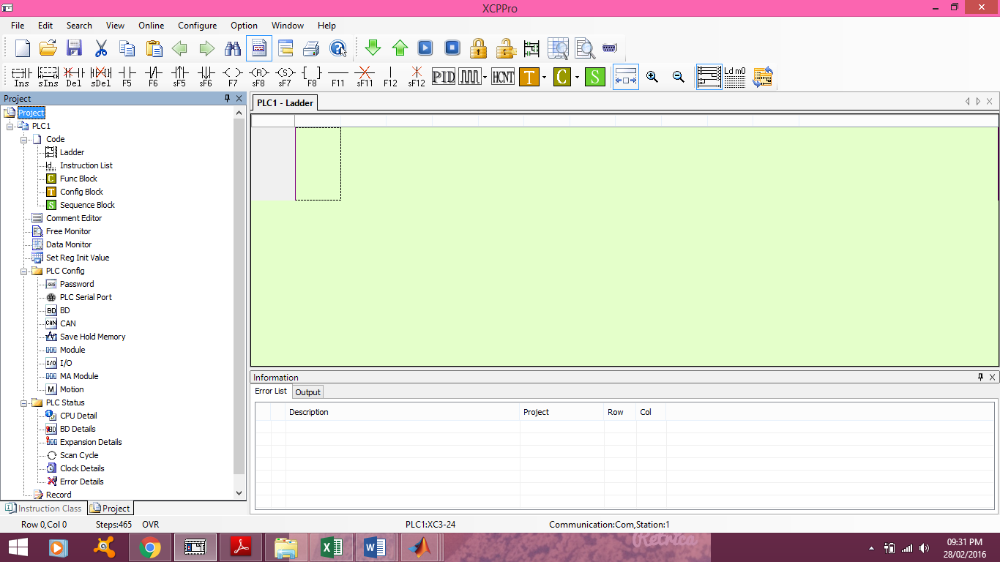 XCPPro
File Edit Search View Online Configure Option Window Help
Ins sIns Del sDel F5 F6 sF5 sF6 F7 sF8 sF7 F8 F11 sF11 F12 sF12 PID HCNT T C S Ld m0
Project
PLC1 - Ladder
Project
PLC1
Code
Ladder
Instruction List
Func Block
Config Block
Sequence Block
Comment Editor
Free Monitor
Data Monitor
Set Reg Init Value
PLC Config
Password
PLC Serial Port
BD BD
CAN CAN
Save Hold Memory
Module
I/O I/O
MA Module
M Motion
PLC Status
CPU Detail
BD Details
Expansion Details
Scan Cycle
Clock Details
Error Details
Record
Instruction Class Project
Information
Error List Output
Description Project Row Col
Row 0,Col 0 Steps:465 OVR PLC1:XC3-24 Communication:Com,Station:1
Retrica
09:31 PM
28/02/2016